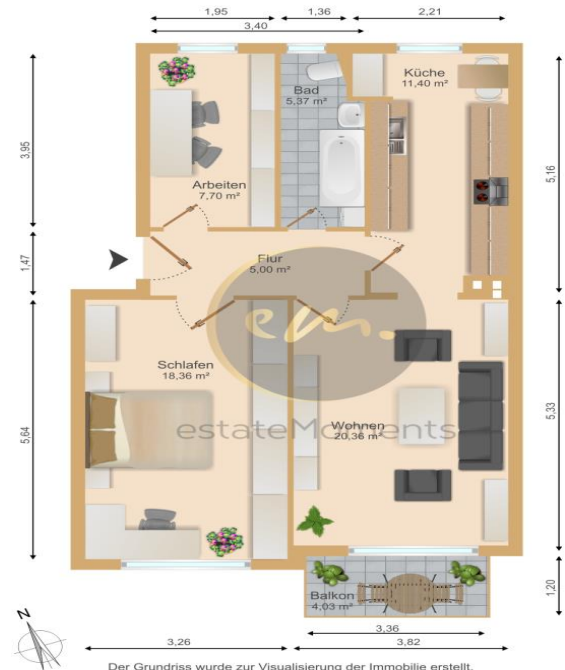 1,95
1,36
2,21
3,40
Küche
11,40 m²
Bad
5,37 m²
3,95
5,16
Arbeiten
7,70 m²
1,47
Flur
5,00 m²
em.
Schlafen
18,36 m²
5,64
5,33
estateMoments
Wohnen
20,36 m²
Balkon
4,03 m²
1,20
N
3,36
3,26
3,82
Der Grundriss wurde zur Visualisierung der Immobilie erstellt.